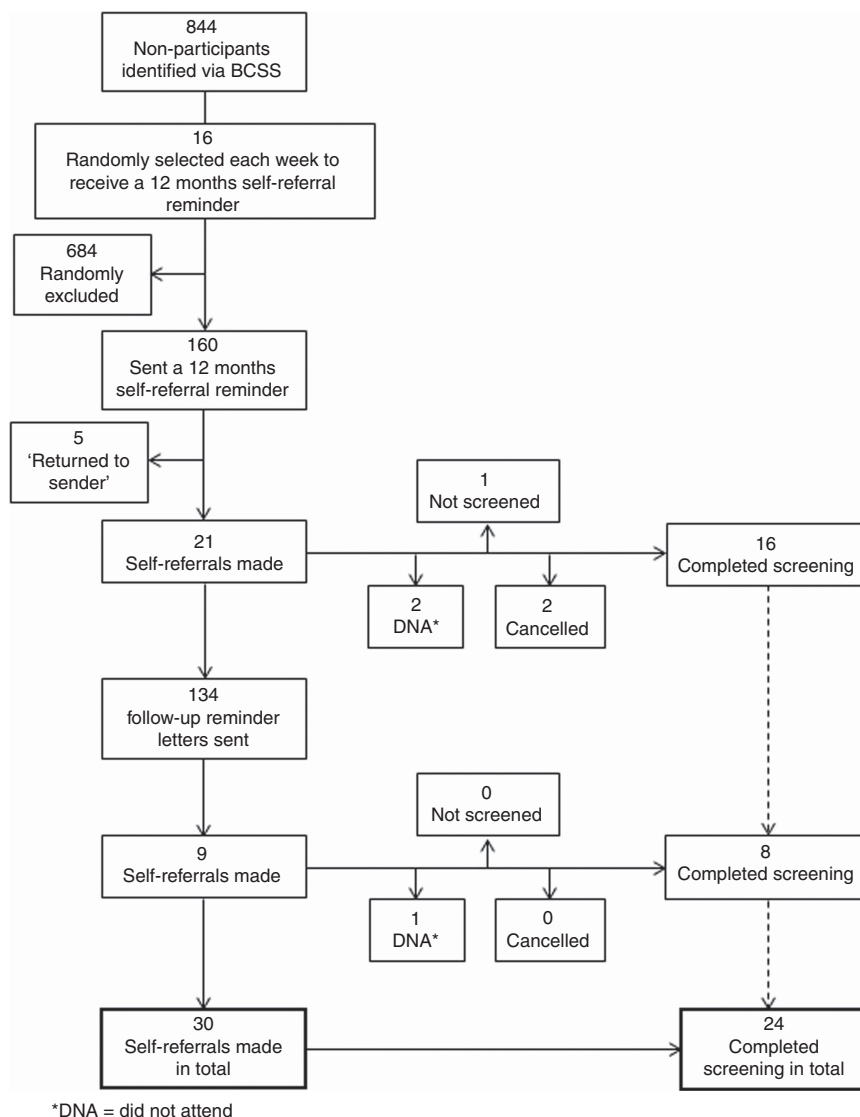 844
Non-participants
identified via BCSS
16
Randomly selected each week to
receive a 12 months self-referral
reminder
684
Randomly
excluded
160
Sent a 12 months
self-referral reminder
5
‘Returned to
sender’
1
Not screened
21
Self-referrals made
16
Completed screening
2
DNA*
2
Cancelled
134
follow-up reminder
letters sent
0
Not screened
9
Self-referrals made
8
Completed screening
1
DNA*
0
Cancelled
30
Self-referrals made
in total
24
Completed
screening in total
*DNA = did not attend